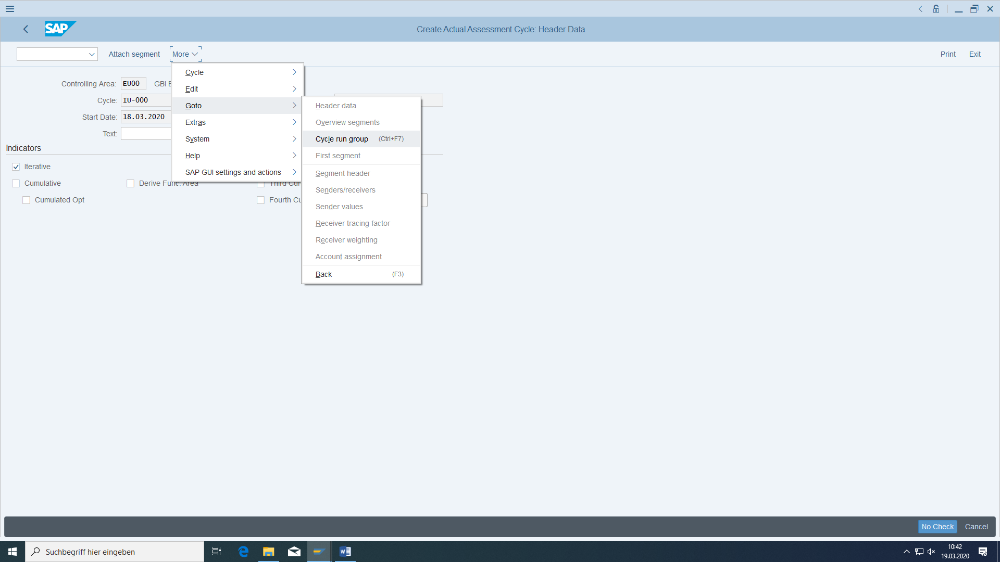 SAP
Create Actual Assessment Cycle: Header Data
Attach segment
More
Print
Exit
Cycle
Edit
Goto
Extras
System
Help
SAP GUI settings and actions
Header data
Overview segments
Cycle run group (Ctrl+F7)
First segment
Segment header
Senders/receivers
Sender values
Receiver tracing factor
Receiver weighting
Account assignment
Back (F3)
Controlling Area: EU00 GBI E
Cycle: IU-000
Start Date: 18.03.2020
Text:
Indicators
Iterative
Cumulative
Derive Func. Area
Third Cur
Cumulated Opt
Fourth Cu
No Check
Cancel
Suchbegriff hier eingeben
10:42
19.03.2020